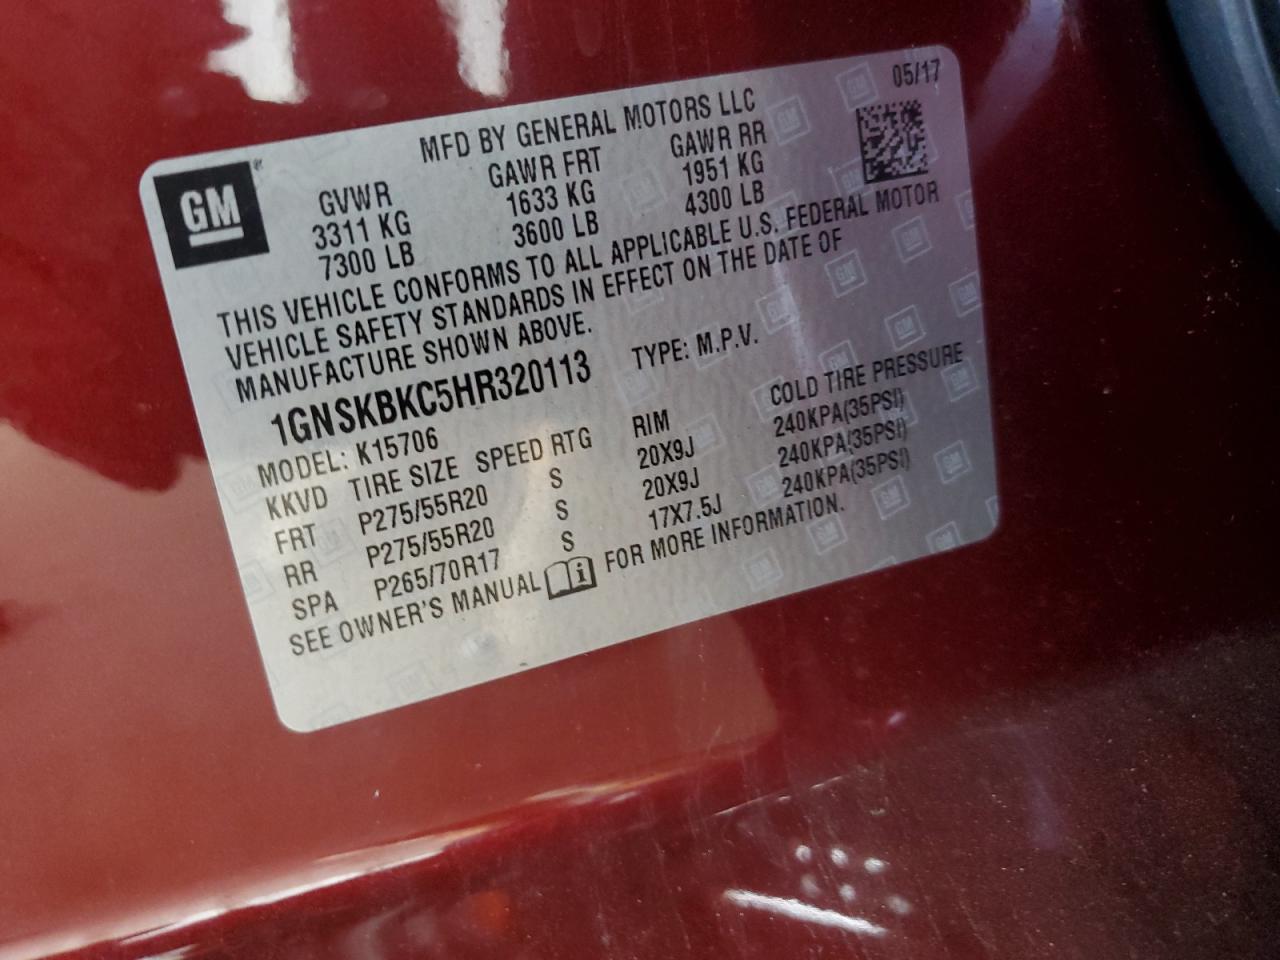 05/17
MFD BY GENERAL MOTORS LLC
GM
GVWR GAWR FRT GAWR RR
3311 KG 1633 KG 1951 KG
7300 LB 3600 LB 4300 LB
THIS VEHICLE CONFORMS TO ALL APPLICABLE U.S. FEDERAL MOTOR
VEHICLE SAFETY STANDARDS IN EFFECT ON THE DATE OF
MANUFACTURE SHOWN ABOVE.
1GNSKBKC5HR320113 TYPE: M.P.V.
MODEL: K15706
KKVD TIRE SIZE SPEED RTG RIM COLD TIRE PRESSURE
FRT P275/55R20 S 20X9J 240KPA(35PSI)
RR P275/55R20 S 20X9J 240KPA(35PSI)
SPA P265/70R17 S 17X7.5J 240KPA(35PSI)
SEE OWNER'S MANUAL i FOR MORE INFORMATION.